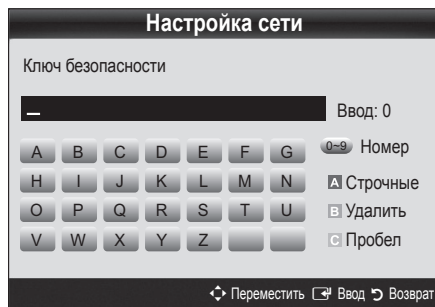 Настройка сети
Ключ безопасности
_ Ввод: 0
A B C D E F G 0~9 Номер
H I J K L M N A Строчные
O P Q R S T U B Удалить
V W X Y Z C Пробел
Переместить Ввод Возврат